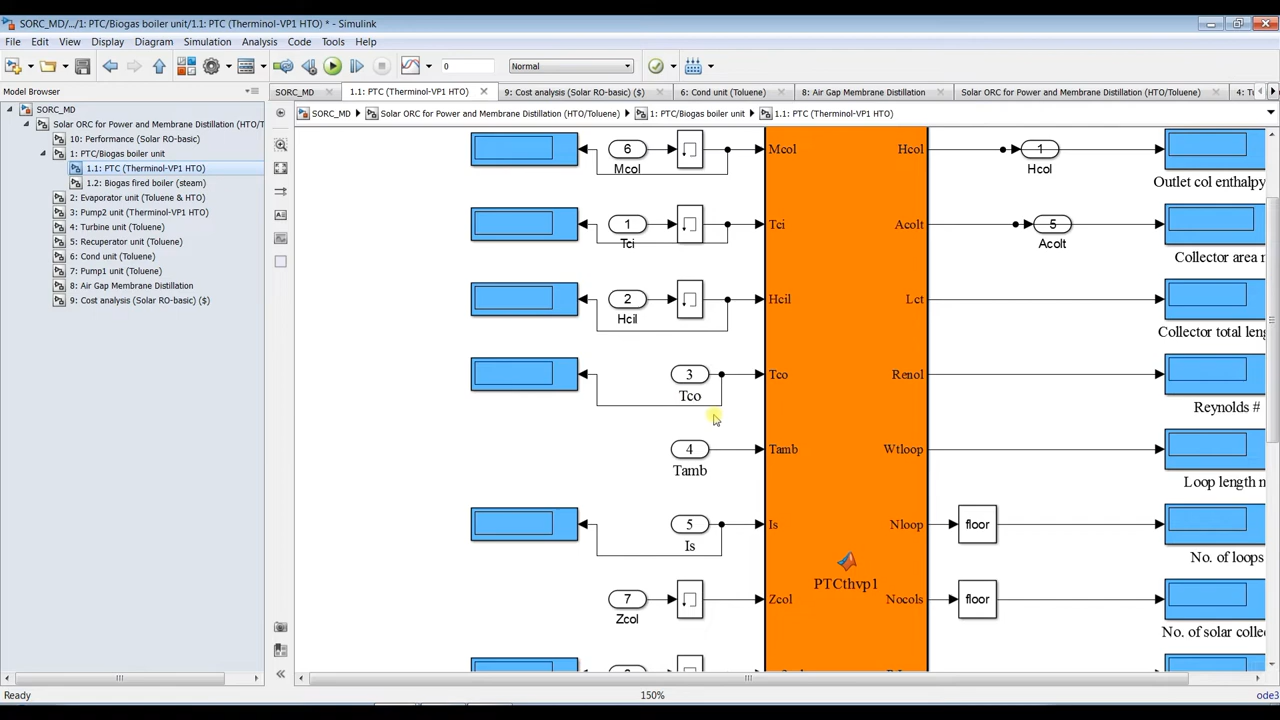 SORC_MD/.../1: PTC/Biogas boiler unit/1.1: PTC (Therminol-VP1 HTO) * - Simulink
File Edit View Display Diagram Simulation Analysis Code Tools Help
0
Normal
Model Browser
SORC_MD
1.1: PTC (Therminol-VP1 HTO)
9: Cost analysis (Solar RO-basic) ($)
6: Cond unit (Toluene)
8: Air Gap Membrane Distillation
Solar ORC for Power and Membrane Distillation (HTO/Toluene)
SORC_MD
Solar ORC for Power and Membrane Distillation (HTO/Toluene)
1: PTC/Biogas boiler unit
1.1: PTC (Therminol-VP1 HTO)
SORC_MD
Solar ORC for Power and Membrane Distillation (HTO/T
10: Performance (Solar RO-basic)
1: PTC/Biogas boiler unit
1.1: PTC (Therminol-VP1 HTO)
1.2: Biogas fired boiler (steam)
2: Evaporator unit (Toluene & HTO)
3: Pump2 unit (Therminol-VP1 HTO)
4: Turbine unit (Toluene)
5: Recuperator unit (Toluene)
6: Cond unit (Toluene)
7: Pump1 unit (Toluene)
8: Air Gap Membrane Distillation
9: Cost analysis (Solar RO-basic) ($)
6
Mcol
Mcol
Hcol
1
Hcol
Outlet col enthalpy
1
Tci
Tci
Acolt
5
Acolt
Collector area
2
Hcil
Hcil
Lct
Collector total leng
3
Tco
Tco
Renol
Reynolds #
4
Tamb
Tamb
Wtloop
Loop length
5
Is
Is
Nloop
floor
No. of loops
PTCthvp1
7
Zcol
Zcol
Nocols
floor
No. of solar colle
Ready
150%
ode3